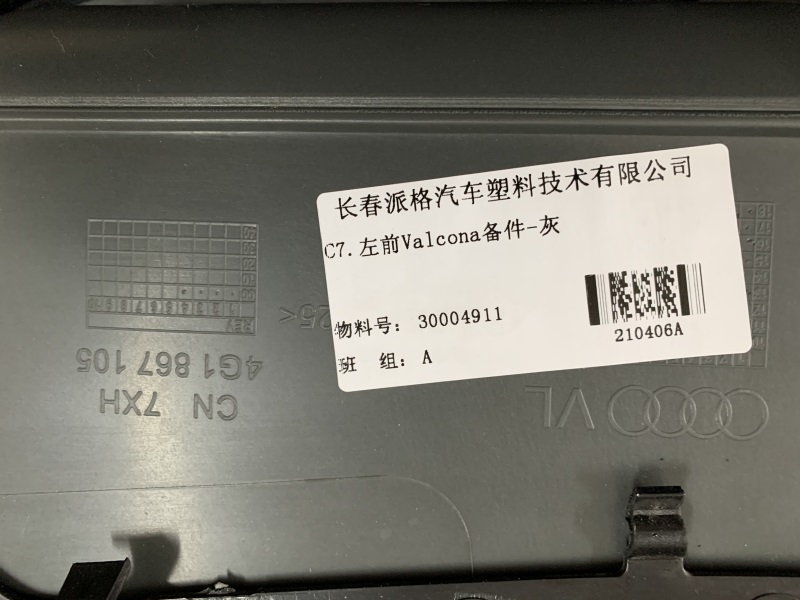 长春派格汽车塑料技术有限公司
C7.左前Valcona备件-灰
物料号: 30004911
班 组: A
210406A
25<
REV
4G1 867 105
CN 7XH
VL